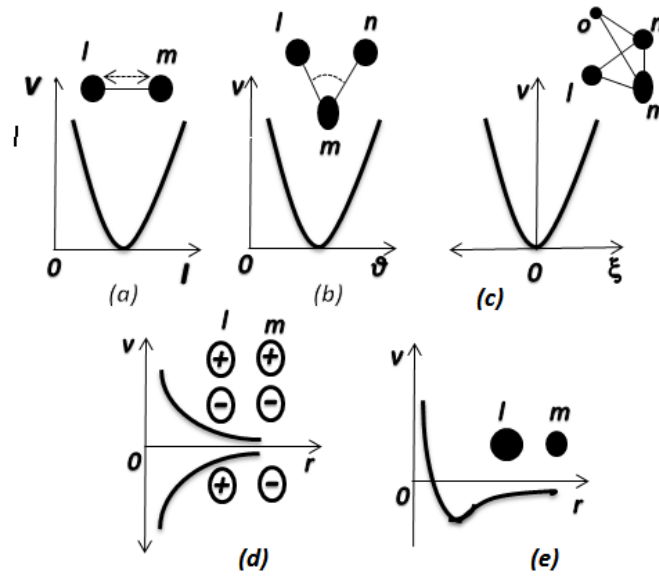 o n
l m
l n
V v l v
n
m
0 l 0 ϑ 0 ξ
(a) (b) (c)
l m
v + +
v
- -
l m
0 r
0
+ -
r
(d) (e)